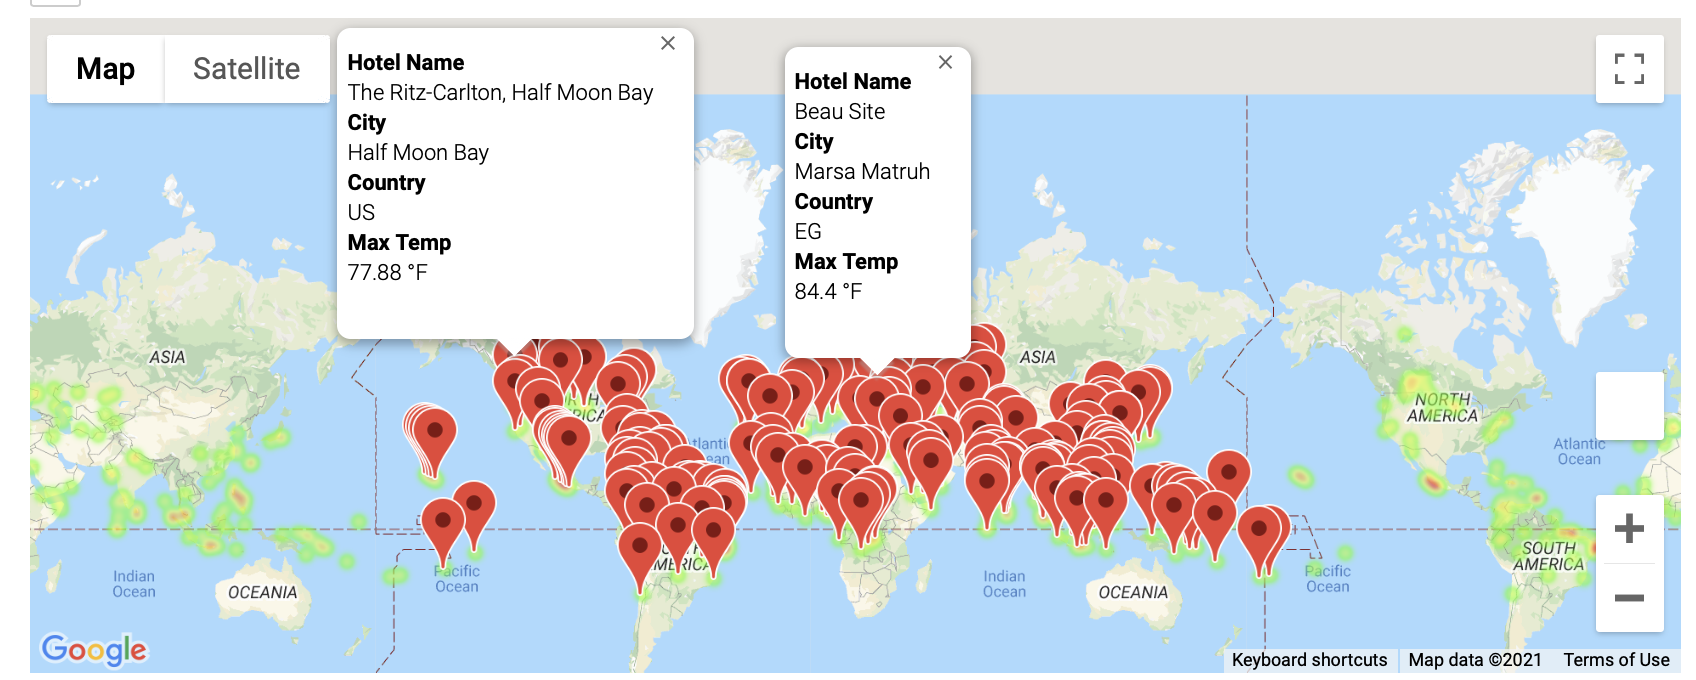 Map
Satellite
Hotel Name
The Ritz-Carlton, Half Moon Bay
City
Half Moon Bay
Country
US
Max Temp
77.88 °F
Hotel Name
Beau Site
City
Marsa Matruh
Country
EG
Max Temp
84.4 °F
ASIA
ASIA
NORTH
AMERICA
Atlantic
Ocean
Indian
Ocean
OCEANIA
Pacific
Ocean
MERICA
Indian
Ocean
OCEANIA
Pacific
Ocean
SOUTH
AMERICA
Google
Keyboard shortcuts
Map data ©2021
Terms of Use